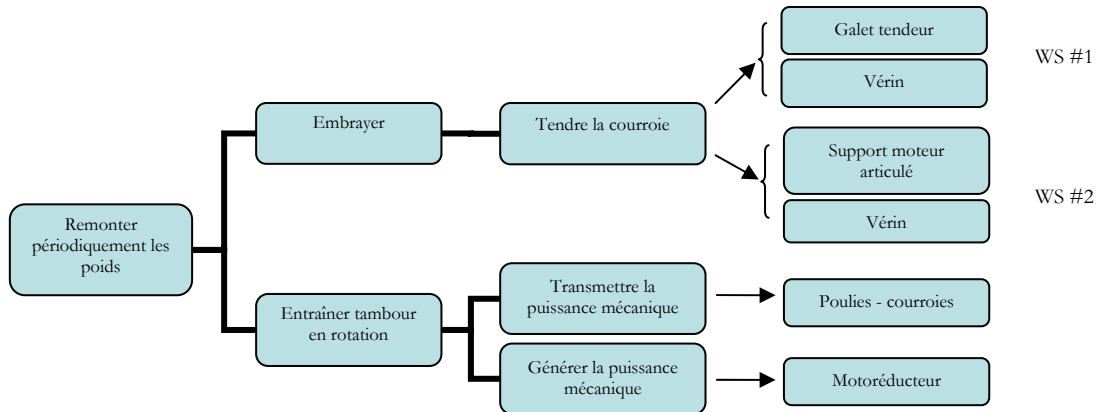 Galet tendeur
WS #1
Vérin
Embrayer
Tendre la courroie
Support moteur
articulé
WS #2
Vérin
Remonter
périodiquement les
poids
Transmettre la
puissance mécanique
Poulies - courroies
Entraîner tambour
en rotation
Générer la puissance
mécanique
Motoréducteur